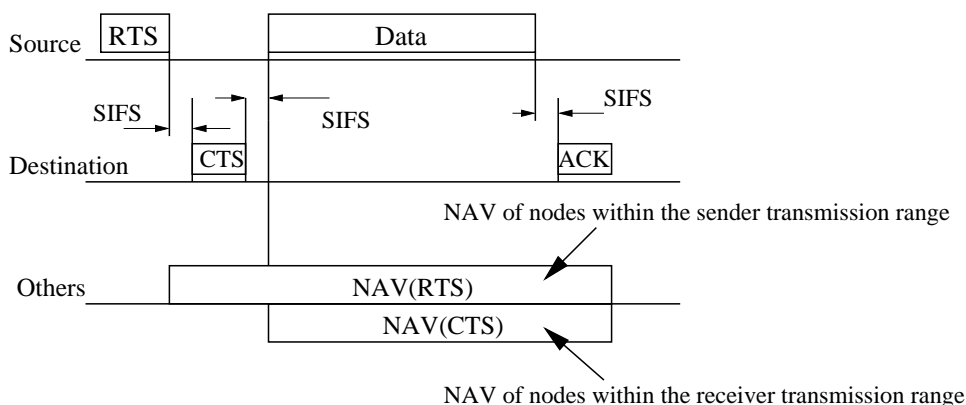 RTS
Data
Source
SIFS
SIFS
SIFS
CTS
ACK
Destination
NAV of nodes within the sender transmission range
Others
NAV(RTS)
NAV(CTS)
NAV of nodes within the receiver transmission range